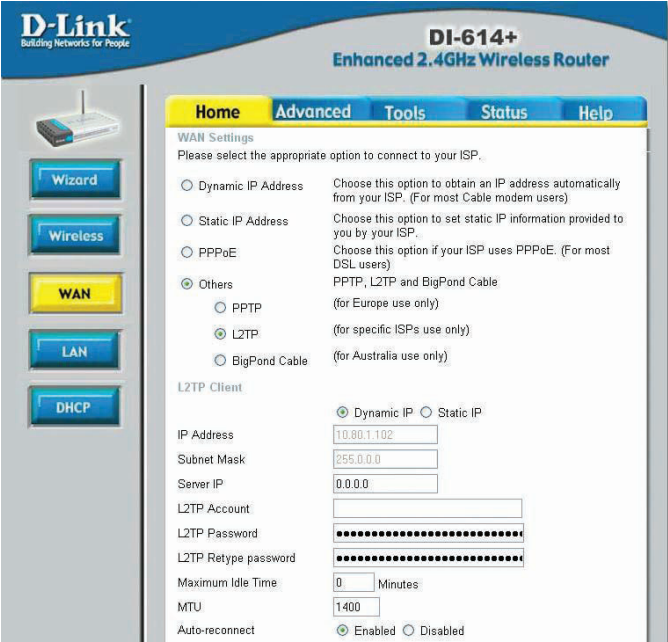 D-Link
Building Networks for People
DI-614+
Enhanced 2.4GHz Wireless Router
Home Advanced Tools Status Help
Wizard
Wireless
WAN
LAN
DHCP
WAN Settings
Please select the appropriate option to connect to your ISP.
Dynamic IP Address Choose this option to obtain an IP address automatically
from your ISP. (For most Cable modem users)
Static IP Address Choose this option to set static IP information provided to
you by your ISP.
PPPoE Choose this option if your ISP uses PPPoE. (For most
DSL users)
Others PPTP, L2TP and BigPond Cable
PPTP (for Europe use only)
L2TP (for specific ISPs use only)
BigPond Cable (for Australia use only)
L2TP Client
Dynamic IP Static IP
IP Address 10.80.1.102
Subnet Mask 255.0.0.0
Server IP 0.0.0.0
L2TP Account
L2TP Password
L2TP Retype password
Maximum Idle Time 0 Minutes
MTU 1400
Auto-reconnect Enabled Disabled